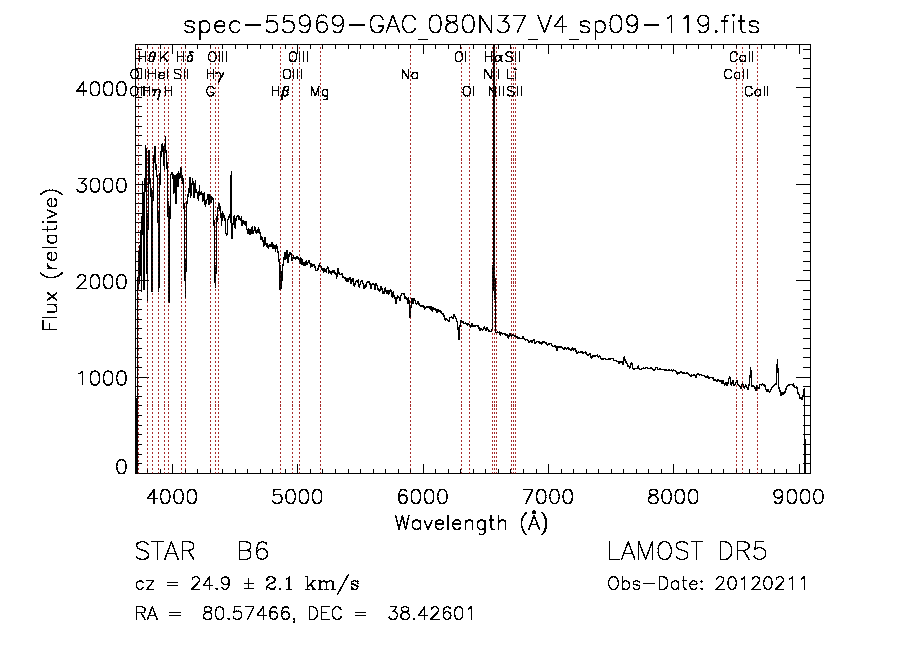 spec-55969-GAC_080N37_V4_sp09-119.fits
Hθ K Hδ OIII OIII OI Hα SII CaII
OII HeI SII Hγ OIII Na NII Li CaII
Hη H G Hβ Mg OI NII SII CaII
4000
3000
2000
1000
0
Flux (relative)
4000 5000 6000 7000 8000 9000
Wavelength (Å)
STAR B6 LAMOST DR5
cz = 24.9 ± 2.1 km/s Obs-Date: 20120211
RA = 80.57466, DEC = 38.42601